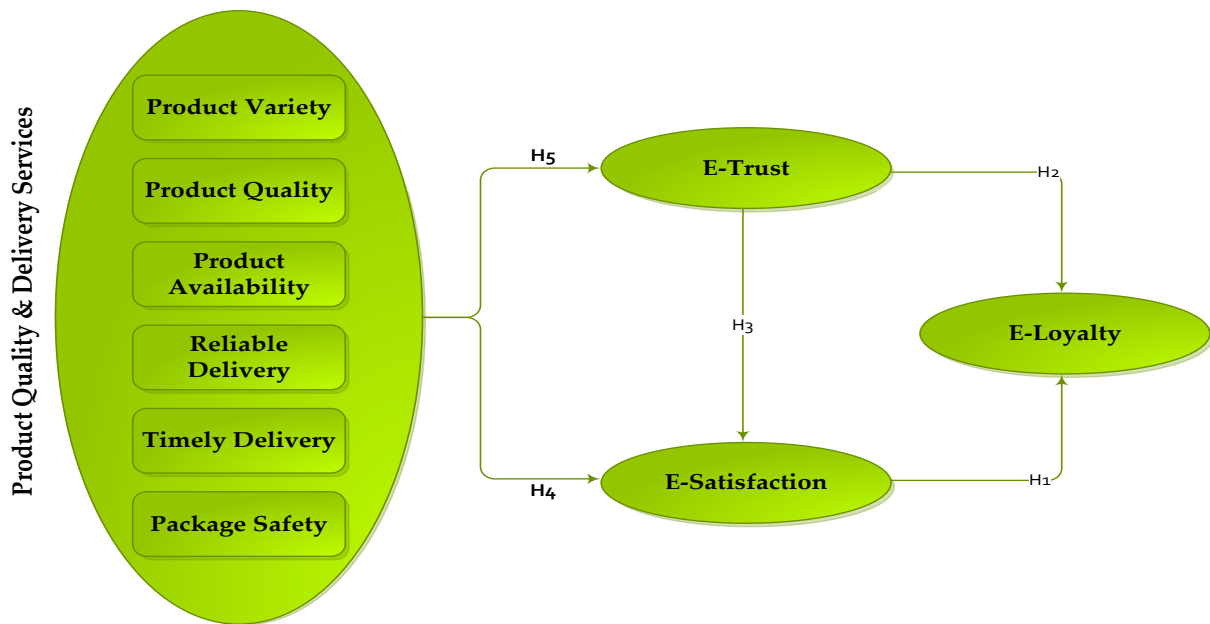 Product Quality & Delivery Services
Product Variety
Product Quality
Product
Availability
Reliable
Delivery
Timely Delivery
Package Safety
H5
H4
E-Trust
H3
E-Satisfaction
H2
H1
E-Loyalty